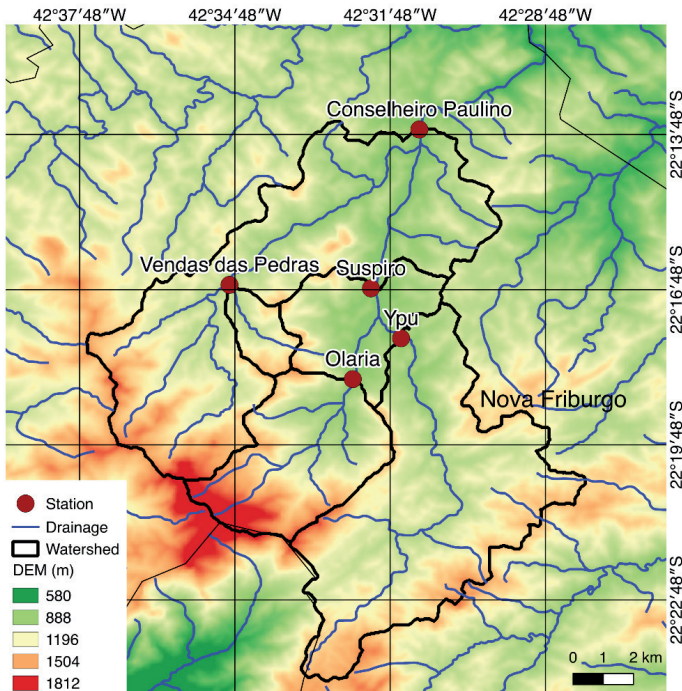 42°37'48"W 42°34'48"W 42°31'48"W 42°28'48"W
Conselheiro Paulino
22°13'48"S
Vendas das Pedras
Suspiro
22°16'48"S
Ypu
Olaria
Nova Friburgo
22°19'48"S
Station
Drainage
Watershed
DEM (m)
580
888
1196
1504
1812
22°22'48"S
0 1 2 km